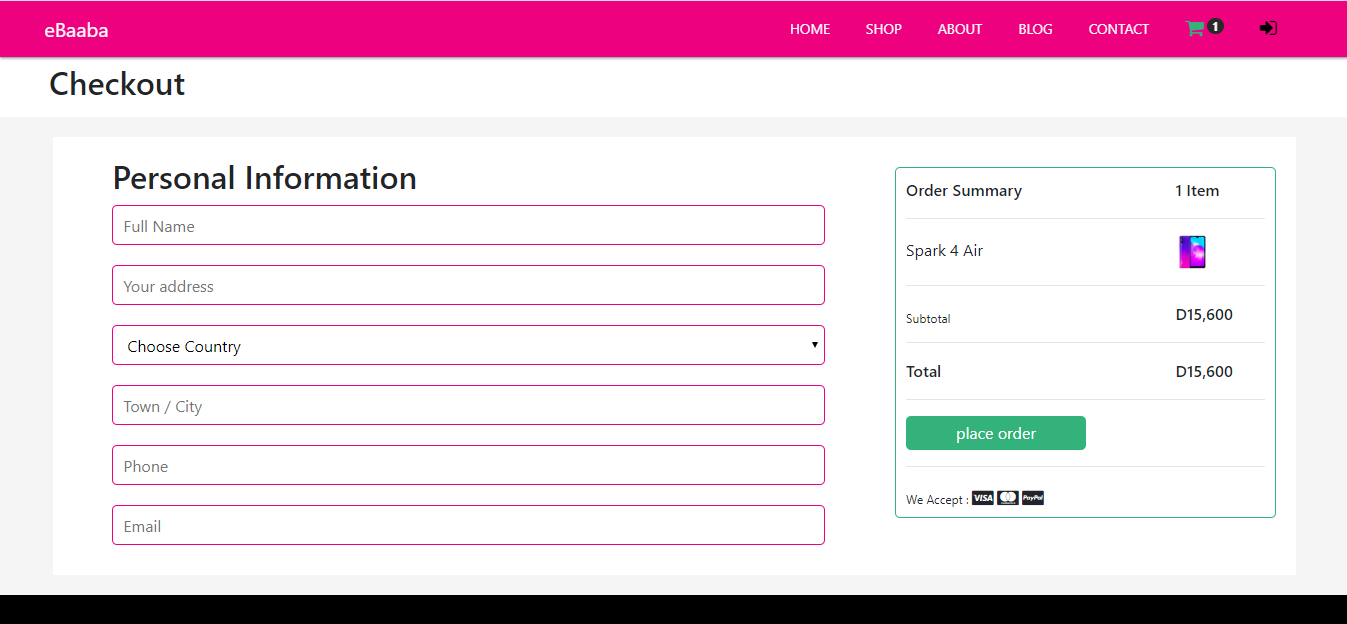 eBaaba
HOME SHOP ABOUT BLOG CONTACT 1
Checkout
Personal Information
Full Name
Your address
Choose Country
Town / City
Phone
Email
Order Summary 1 Item
Spark 4 Air
Subtotal D15,600
Total D15,600
place order
We Accept : VISA PayPal